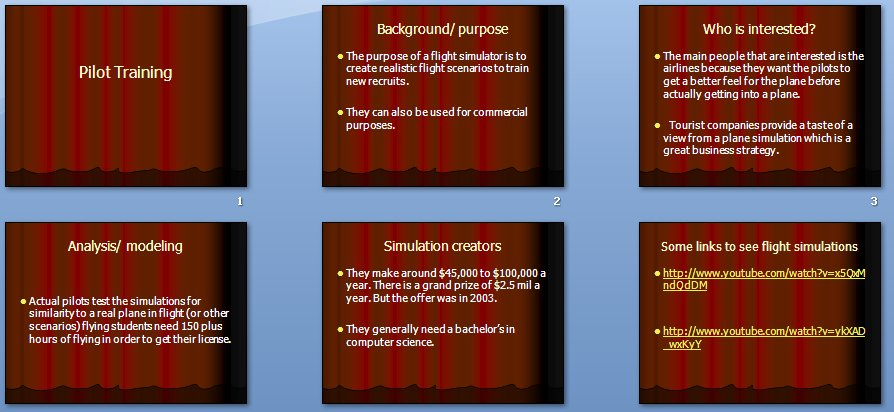 Pilot Training
1
Background/ purpose
The purpose of a flight simulator is to
create realistic flight scenarios to train
new recruits.
They can also be used for commercial
purposes.
2
Who is interested?
The main people that are interested is the
airlines because they want the pilots to
get a better feel for the plane before
actually getting into a plane.
Tourist companies provide a taste of a
view from a plane simulation which is a
great business strategy.
3
Analysis/ modeling
Actual pilots test the simulations for
similarity to a real plane in flight (or other
scenarios) flying students need 150 plus
hours of flying in order to get their license.
Simulation creators
They make around $45,000 to $100,000 a
year. There is a grand prize of $2.5 mil a
year. But the offer was in 2003.
They generally need a bachelor's in
computer science.
Some links to see flight simulations
http://www.youtube.com/watch?v=x5QxM
ndQdDM
http://www.youtube.com/watch?v=ykXAD
_wxKyY